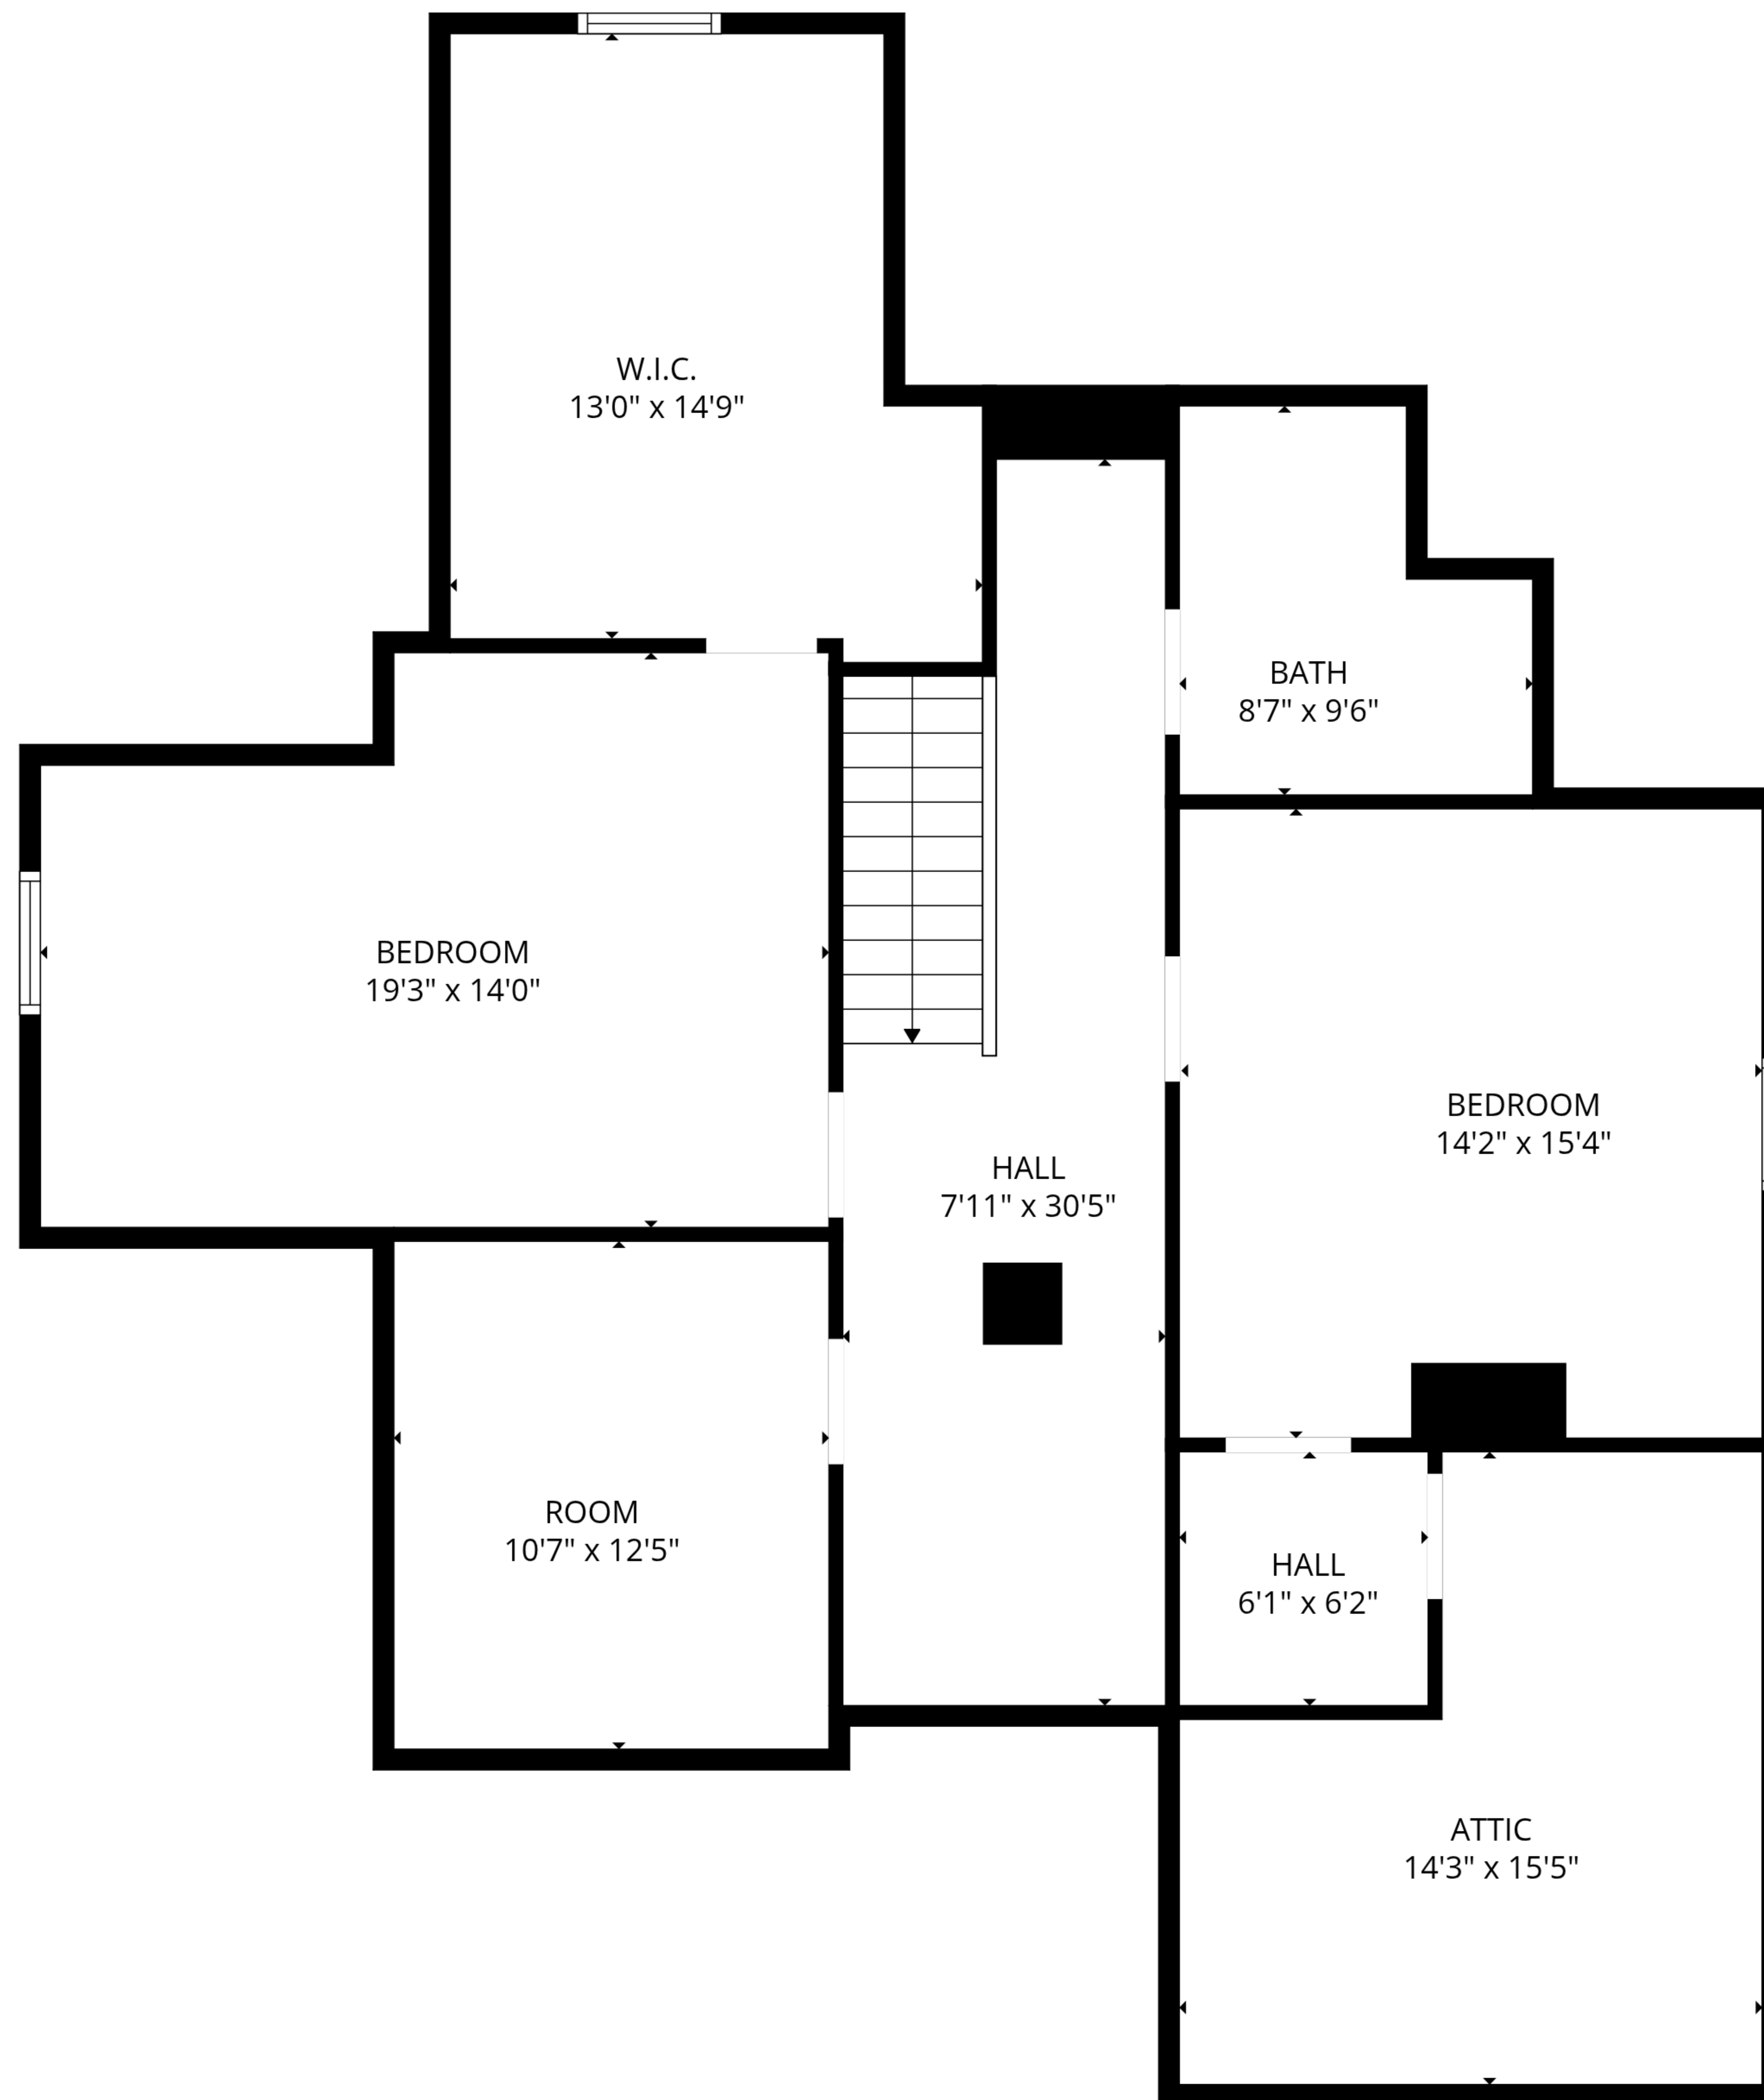 W.I.C.
13'0" x 14'9"
BATH
8'7" x 9'6"
BEDROOM
19'3" x 14'0"
BEDROOM
14'2" x 15'4"
HALL
7'11" x 30'5"
ROOM
10'7" x 12'5"
HALL
6'1" x 6'2"
ATTIC
14'3" x 15'5"